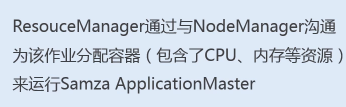 ResouceManager通过与NodeManager沟通
为该作业分配容器（包含了CPU、内存等资源）
来运行Samza ApplicationMaster